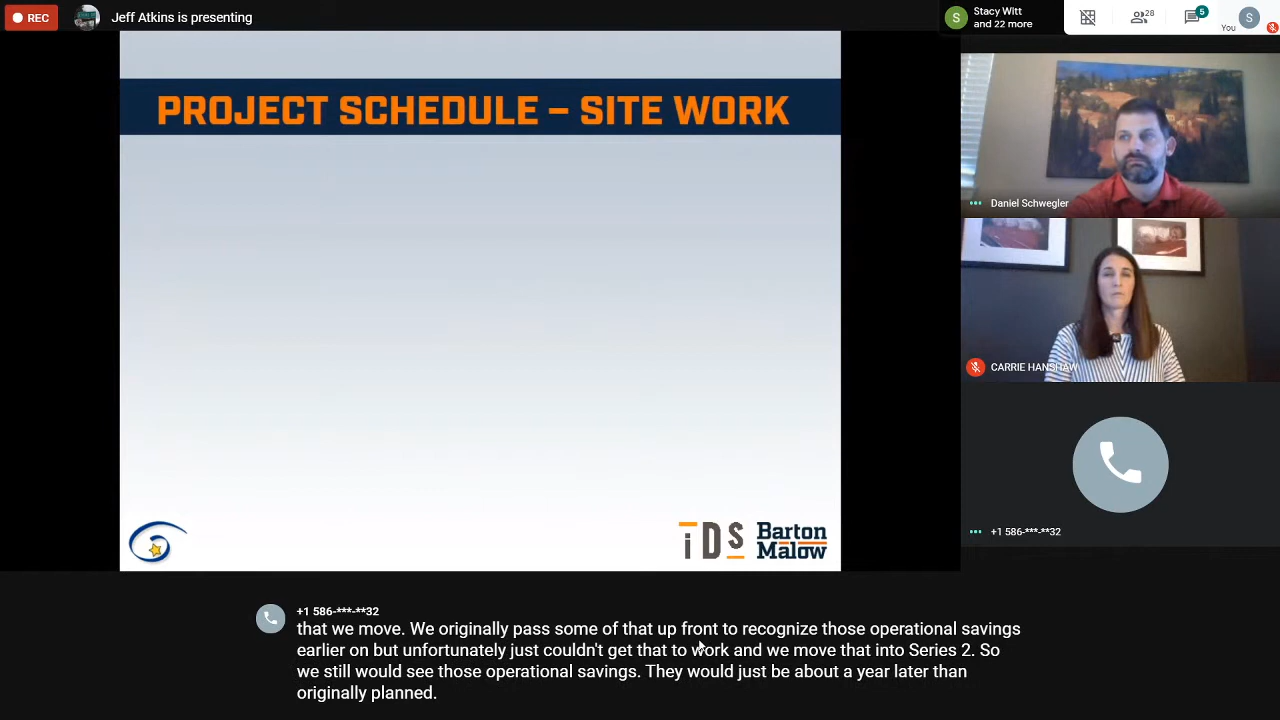 REC
Jeff Atkins is presenting
Stacy Witt
and 22 more
28
5
You
S
S
PROJECT SCHEDULE – SITE WORK
Daniel Schwegler
CARRIE HANSHAW
+1 586-***-**32
iDS
Barton
Malow
+1 586-***-**32
that we move. We originally pass some of that up front to recognize those operational savings
earlier on but unfortunately just couldn't get that to work and we move that into Series 2. So
we still would see those operational savings. They would just be about a year later than
originally planned.